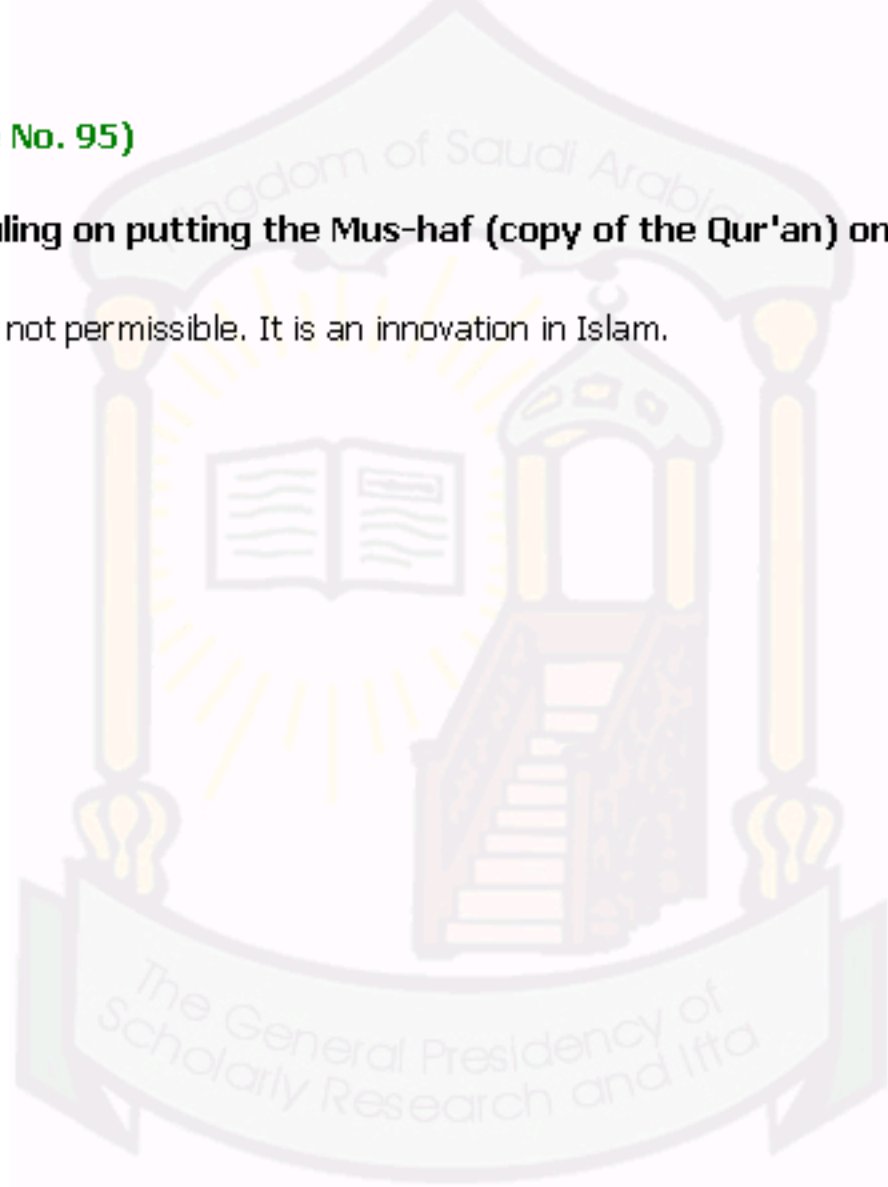 No. 95)
Kingdom of Saudi Arabia
ling on putting the Mus-haf (copy of the Qur'an) on
not permissible. It is an innovation in Islam.
The General Presidency of
Scholarly Research and Ifta